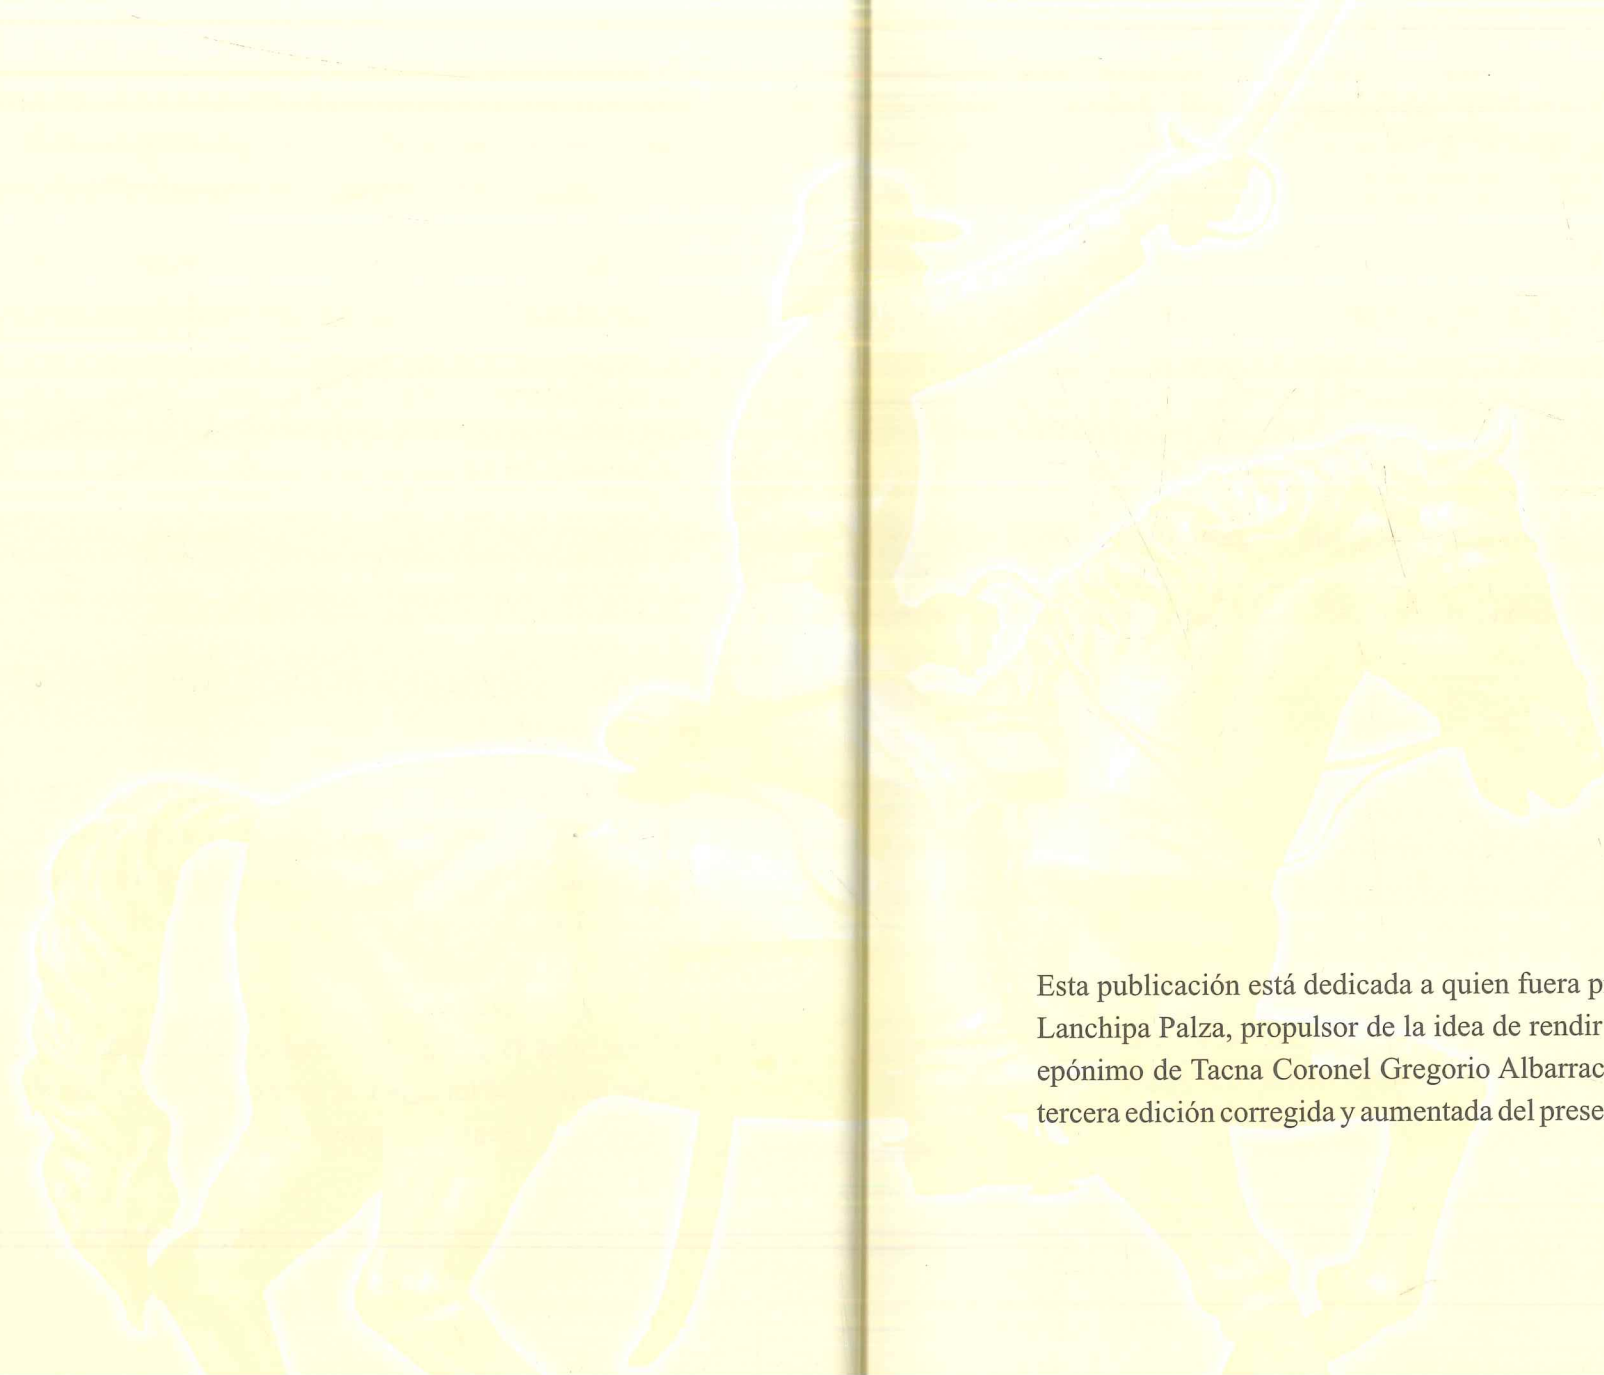 Esta publicación está dedicada a quien fuera p
Lanchipa Palza, propulsor de la idea de rendir
epónimo de Tacna Coronel Gregorio Albarrac
tercera edición corregida y aumentada del prese